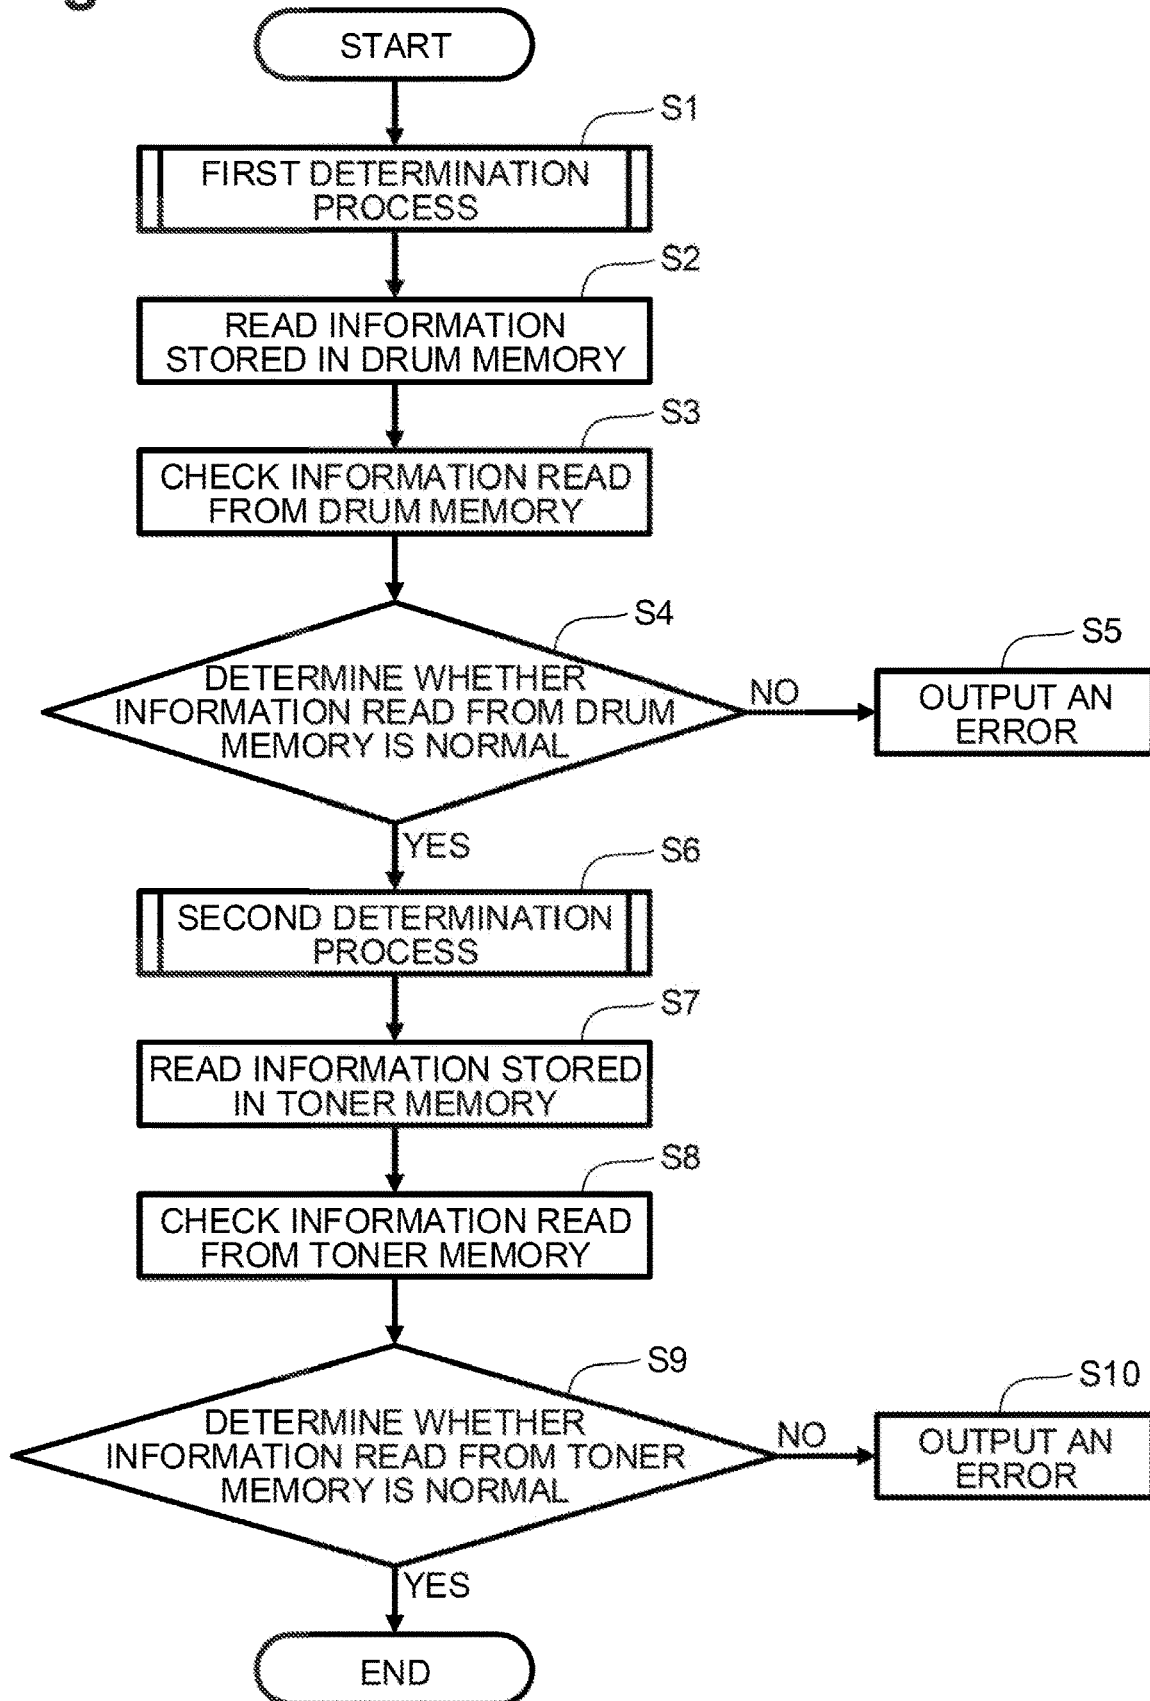 START
S1
FIRST DETERMINATION
PROCESS
S2
READ INFORMATION
STORED IN DRUM MEMORY
S3
CHECK INFORMATION READ
FROM DRUM MEMORY
S4
DETERMINE WHETHER
INFORMATION READ FROM DRUM
MEMORY IS NORMAL
NO
S5
OUTPUT AN
ERROR
YES
S6
SECOND DETERMINATION
PROCESS
S7
READ INFORMATION STORED
IN TONER MEMORY
S8
CHECK INFORMATION READ
FROM TONER MEMORY
S9
DETERMINE WHETHER
INFORMATION READ FROM TONER
MEMORY IS NORMAL
NO
S10
OUTPUT AN
ERROR
YES
END